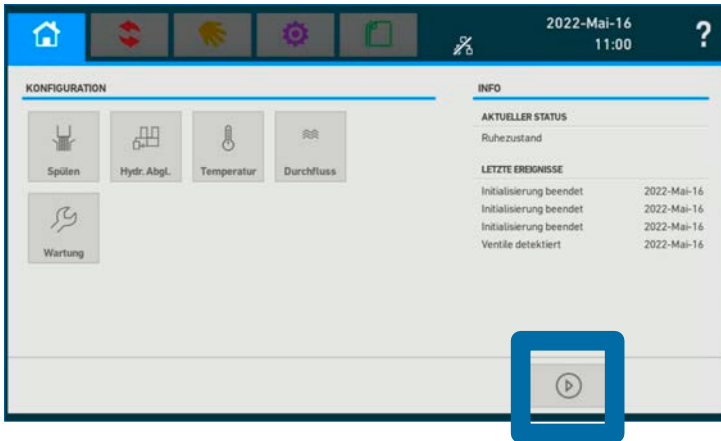 2022-Mai-16
11:00
?
KONFIGURATION
Spülen
Hydr. Abgl.
Temperatur
Durchfluss
Wartung
INFO
AKTUELLER STATUS
Ruhezustand
LETZTE EREIGNISSE
Initialisierung beendet 2022-Mai-16
Initialisierung beendet 2022-Mai-16
Initialisierung beendet 2022-Mai-16
Ventile detektiert 2022-Mai-16